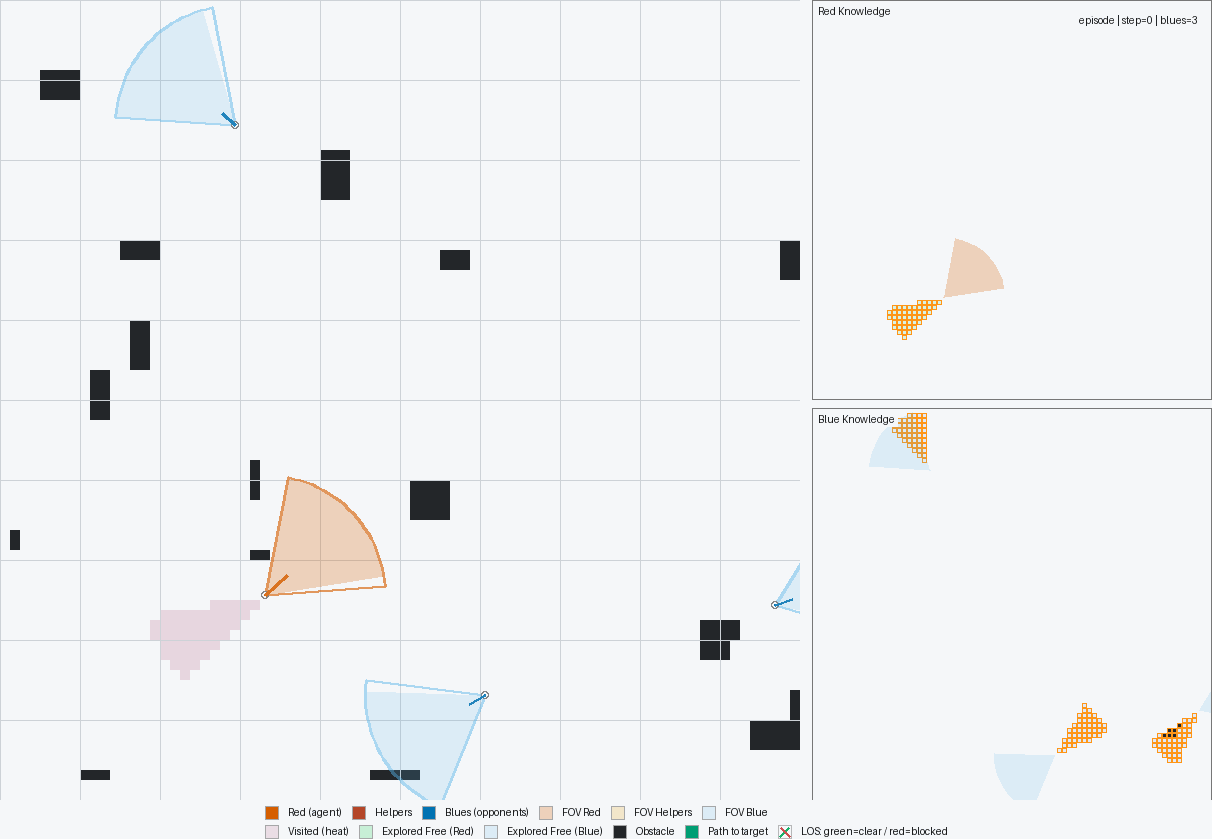 Red Knowledge
episode | step=0 | blues=3
Blue Knowledge
Red (agent) Helpers Blues (opponents) FOV Red FOV Helpers FOV Blue
Visited (heat) Explored Free (Red) Explored Free (Blue) Obstacle Path to target LOS: green=clear / red=blocked